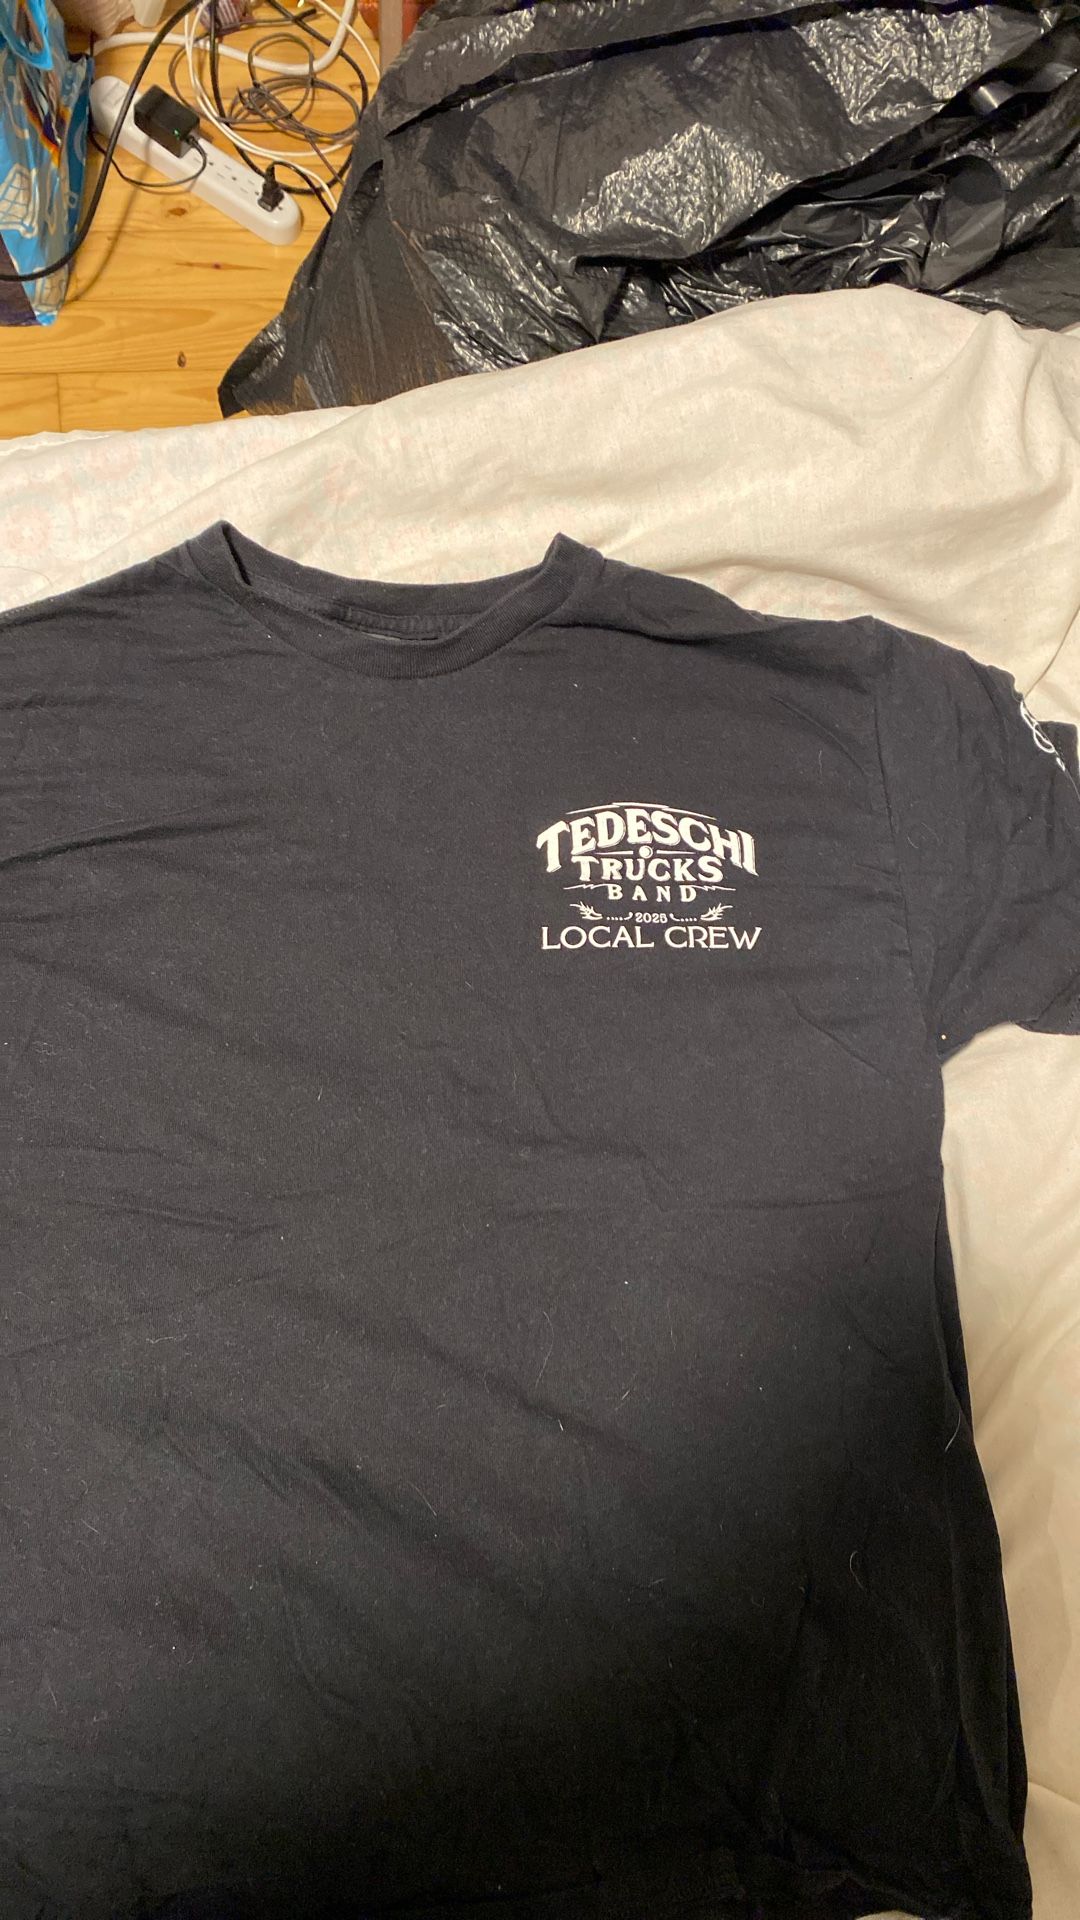 TEDESCHI
TRUCKS
BAND
2025
LOCAL CREW